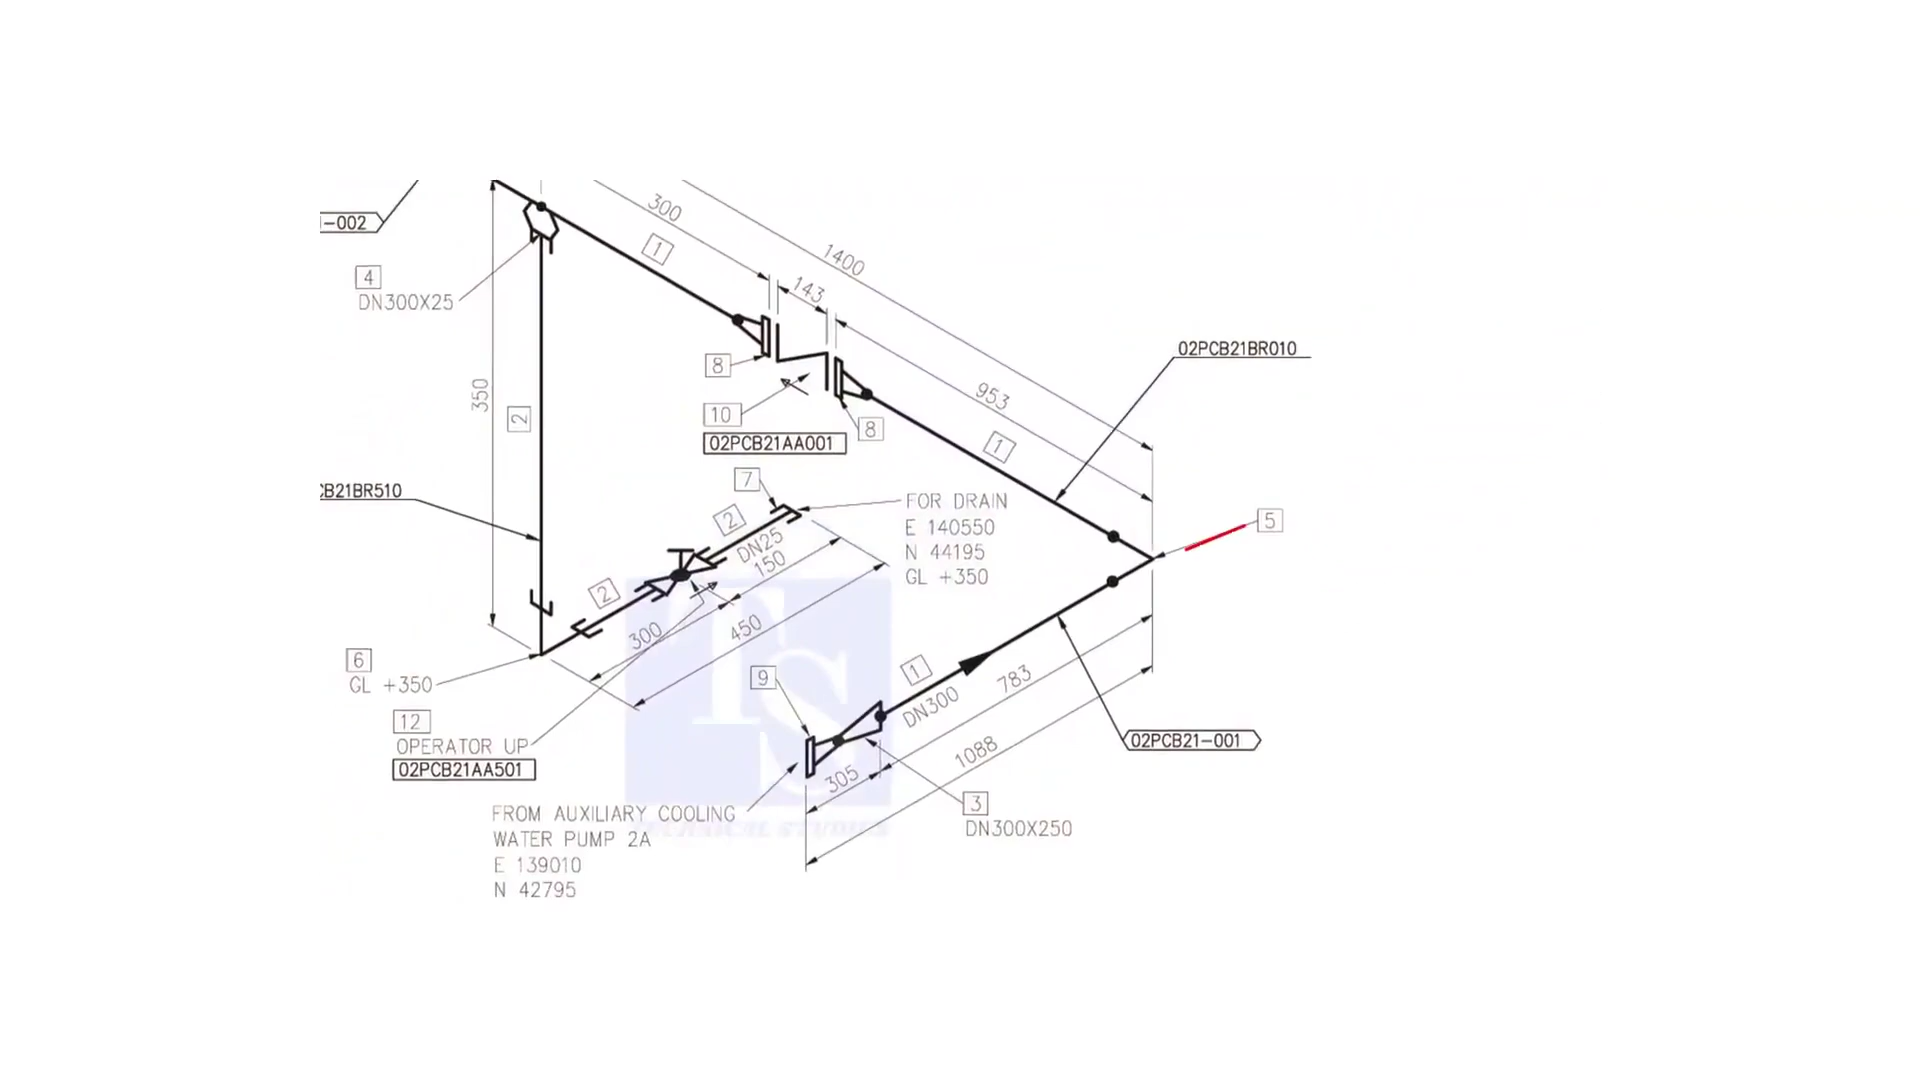 -002
4
DN300X25
300
1
1400
143
8
10
02PCB21AA001
8
953
1
02PCB21BR010
350
2
CB21BR510
7
2
DN25
150
FOR DRAIN
E 140550
N 44195
GL +350
5
2
300
450
6
GL +350
12
OPERATOR UP
02PCB21AA501
9
1
DN300
783
1088
305
02PCB21-001
3
DN300X250
FROM AUXILIARY COOLING
WATER PUMP 2A
E 139010
N 42795
TS